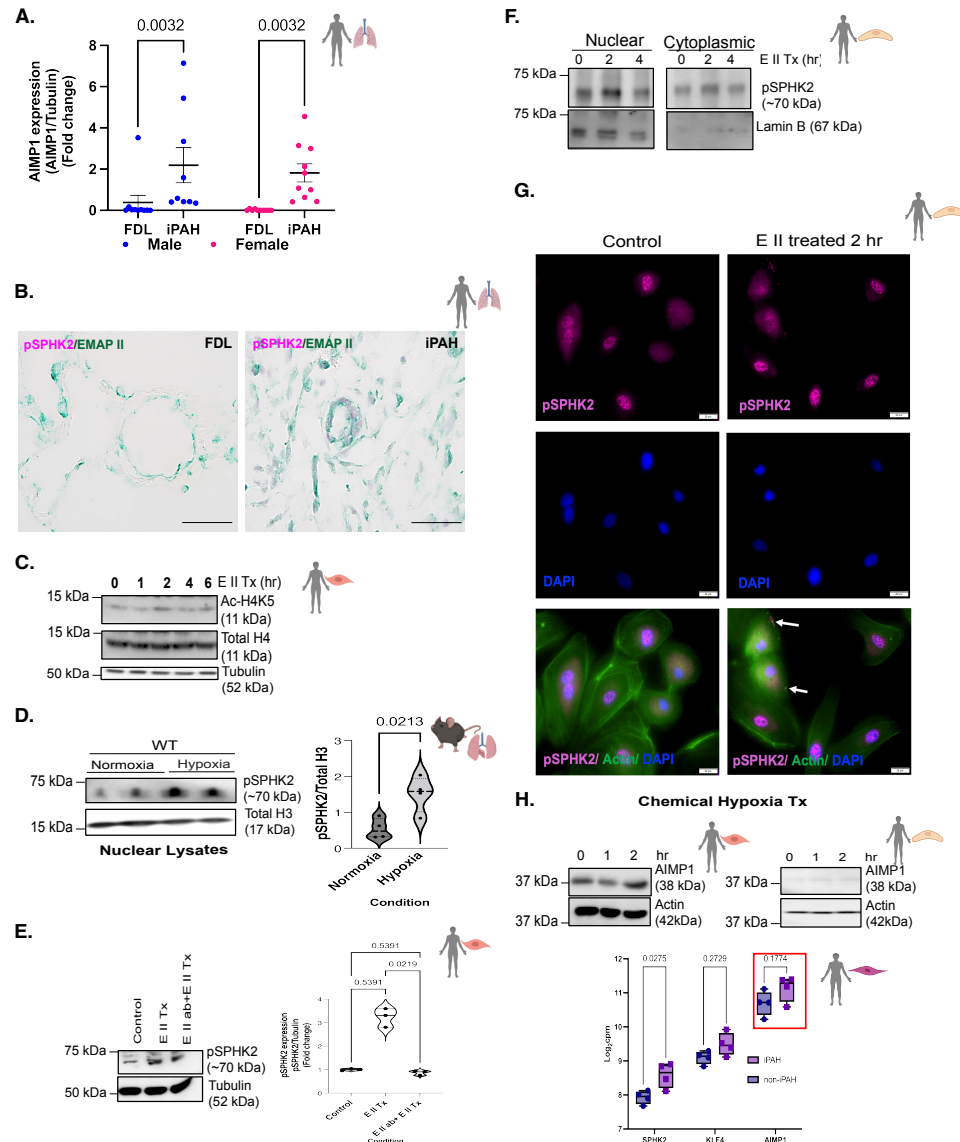 A.
0.0032 0.0032
AIMP1 expression
(AIMP1/Tubulin)
(Fold change)
8
6
4
2
0
FDL iPAH FDL iPAH
Male Female
B.
pSPHK2/EMAP II FDL
pSPHK2/EMAP II iPAH
C.
0 1 2 4 6 E II Tx (hr)
15 kDa
Ac-H4K5
(11 kDa)
15 kDa
Total H4
(11 kDa)
50 kDa
Tubulin
(52 kDa)
D.
WT
Normoxia Hypoxia
75 kDa
pSPHK2
(~70 kDa)
15 kDa
Total H3
(17 kDa)
Nuclear Lysates
0.0213
pSPHK2/Total H3
3
2
1
0
Normoxia
Hypoxia
Condition
E.
Control
E II Tx
E II ab+E II Tx
75 kDa
pSPHK2
(~70 kDa)
50 kDa
Tubulin
(52 kDa)
0.5391
0.0219
0.5391
pSPHK2 expression
pSPHK2/Tubulin
(Fold change)
4
3
2
1
0
Control
E II Tx
E II ab+ E II Tx
Condition
F.
Nuclear Cytoplasmic
0 2 4 0 2 4 E II Tx (hr)
75 kDa
pSPHK2
(~70 kDa)
75 kDa
Lamin B (67 kDa)
G.
Control E II treated 2 hr
pSPHK2 pSPHK2
DAPI DAPI
pSPHK2/ Actin/ DAPI pSPHK2/ Actin/ DAPI
H.
Chemical Hypoxia Tx
0 1 2 hr 0 1 2 hr
37 kDa
AIMP1
(38 kDa)
37 kDa
AIMP1
(38 kDa)
37 kDa
Actin
(42kDa)
37 kDa
Actin
(42kDa)
0.0275 0.2729 0.1774
Log2cpm
12
11
10
9
8
7
iPAH
non-iPAH
SPHK2 KLF4 AIMP1